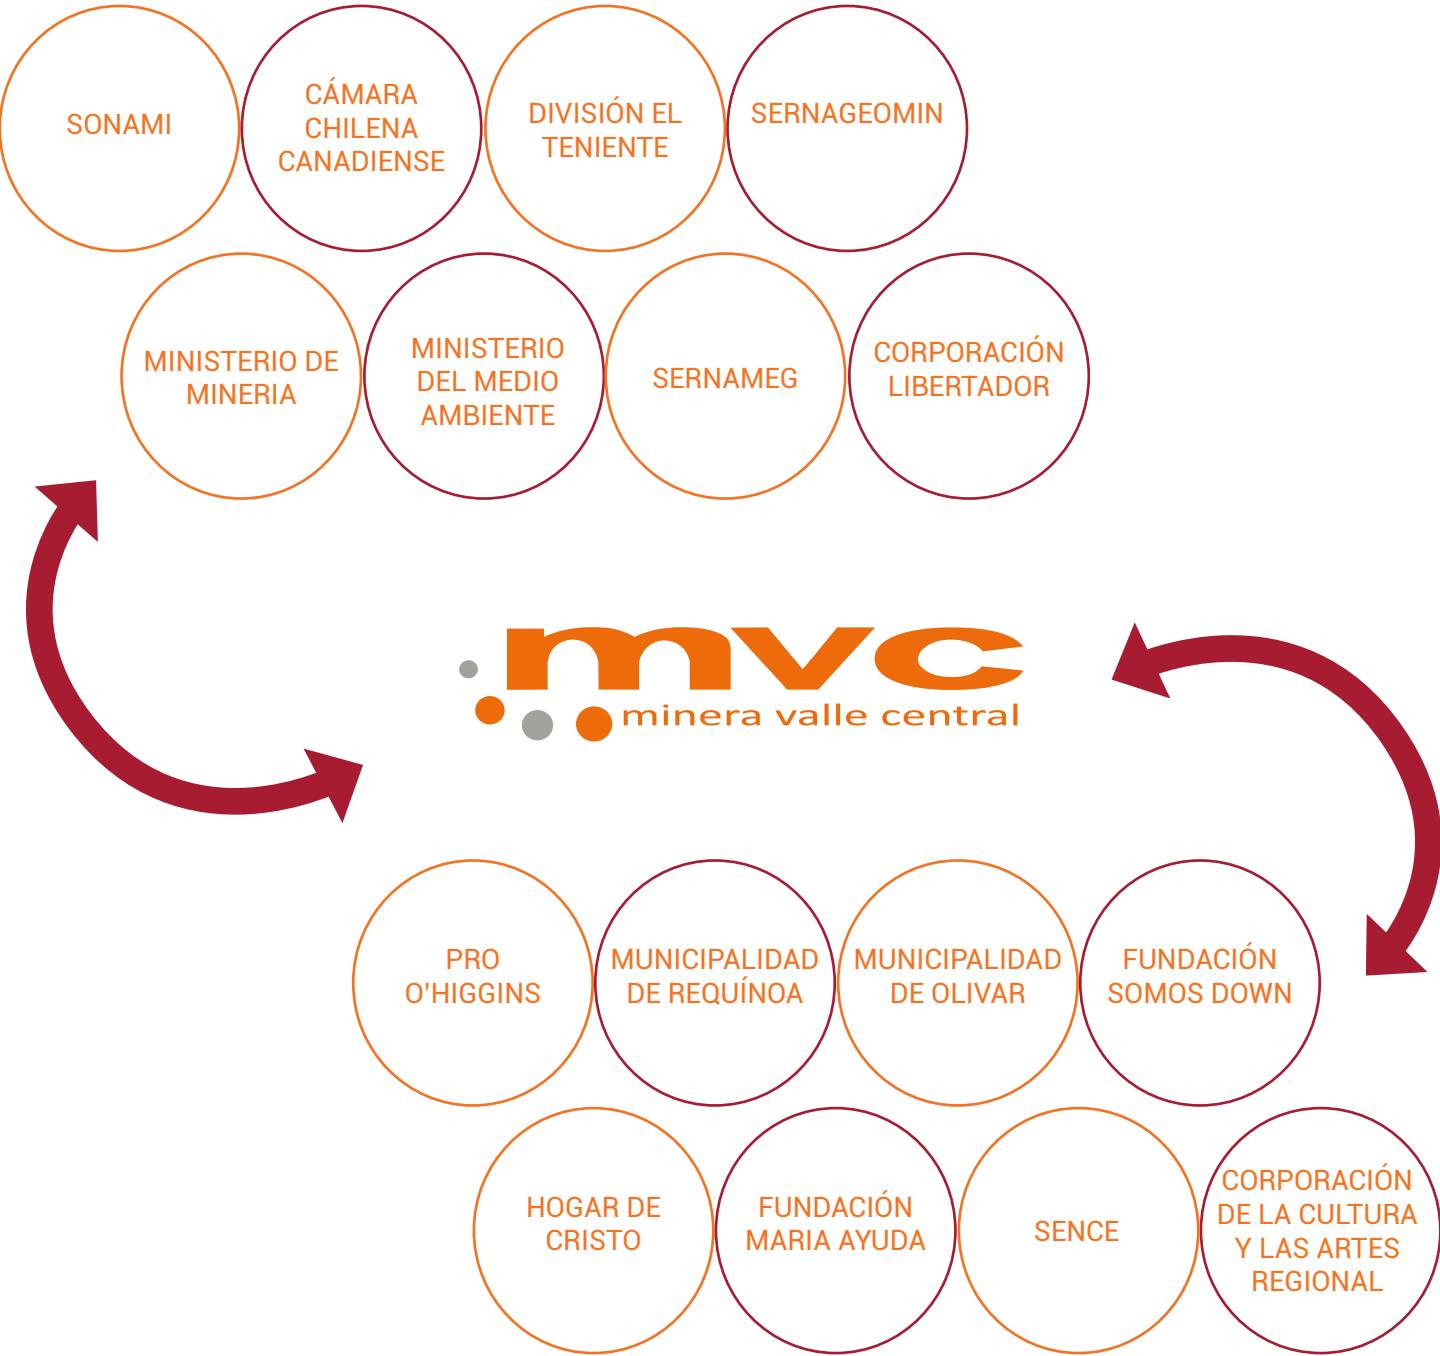 SONAMI
CÁMARA
CHILENA
CANADIENSE
DIVISIÓN EL
TENIENTE
SERNAGEOMIN
MINISTERIO DE
MINERIA
MINISTERIO
DEL MEDIO
AMBIENTE
SERNAMEG
CORPORACIÓN
LIBERTADOR
mvc
minera valle central
PRO
O'HIGGINS
MUNICIPALIDAD
DE REQUÍNOA
MUNICIPALIDAD
DE OLIVAR
FUNDACIÓN
SOMOS DOWN
HOGAR DE
CRISTO
FUNDACIÓN
MARIA AYUDA
SENCE
CORPORACIÓN
DE LA CULTURA
Y LAS ARTES
REGIONAL